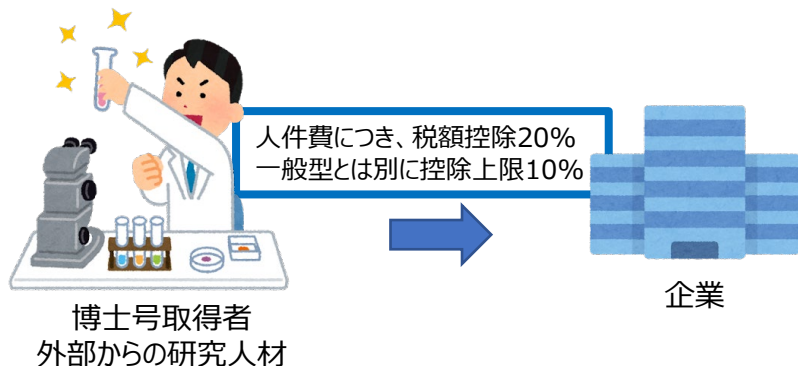 人件費につき、税額控除20%
一般型とは別に控除上限10%
博士号取得者
外部からの研究人材
企業